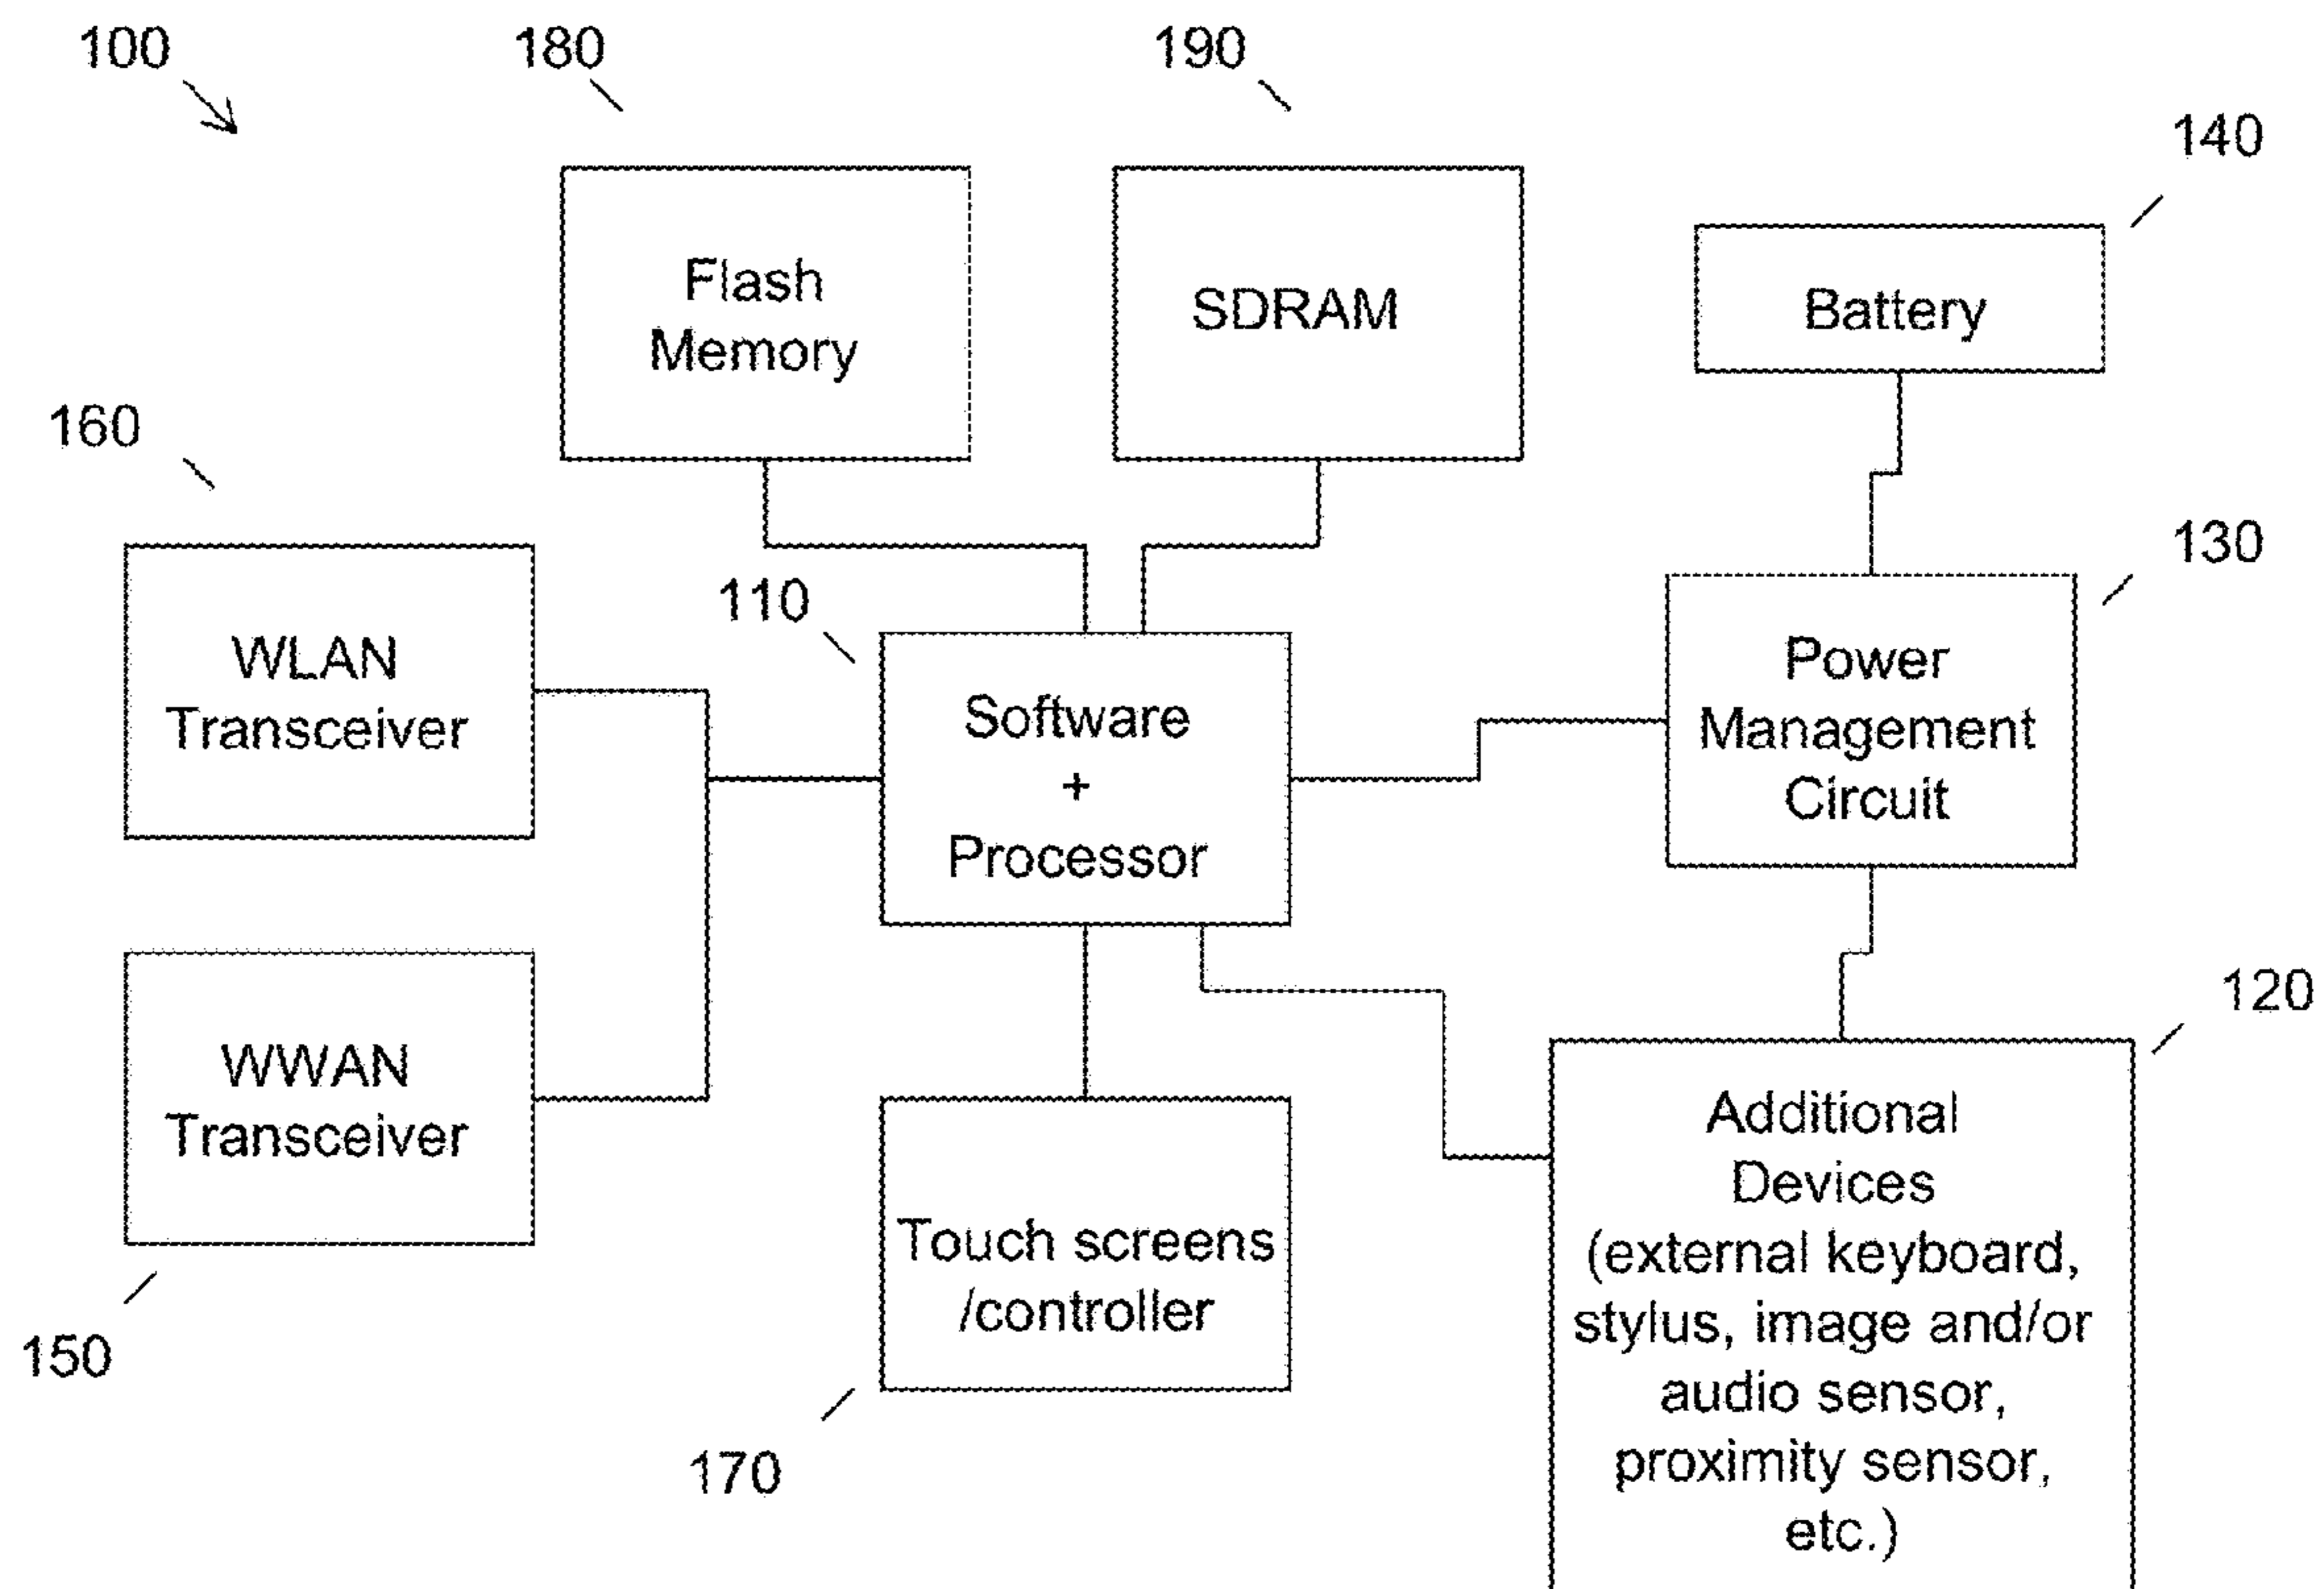 100
180
190
140
Flash
Memory
SDRAM
Battery
160
130
110
WLAN
Transceiver
Software
+
Processor
Power
Management
Circuit
120
WWAN
Transceiver
Touch screens
/controller
Additional
Devices
(external keyboard,
stylus, image and/or
audio sensor,
proximity sensor,
etc.)
150
170